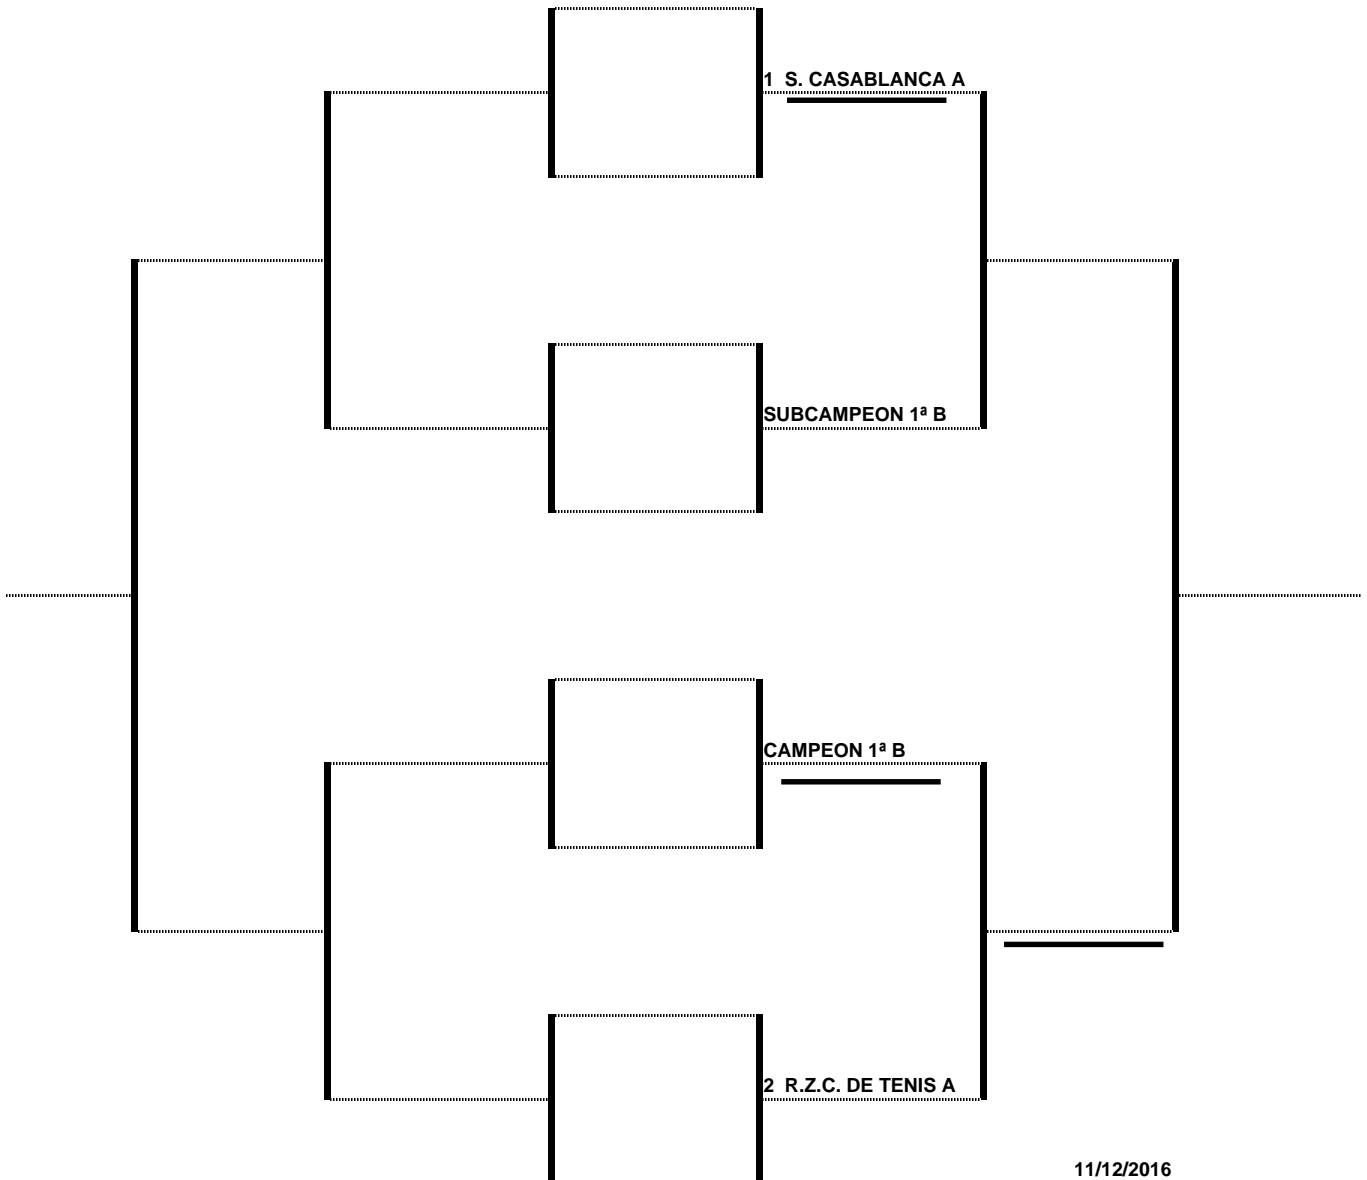 1 S. CASABLANCA A
SUBCAMPEON 1ª B
CAMPEON 1ª B
2 R.Z.C. DE TENIS A
11/12/2016